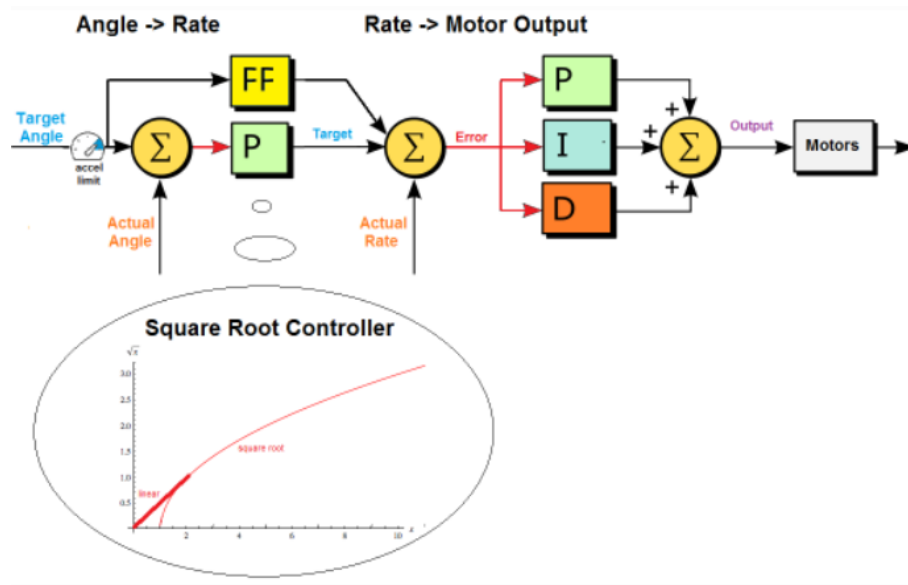 Angle -> Rate
Rate -> Motor Output
FF
P
Target
Angle
accel
limit
Σ
P
Target
Σ
Error
P
I
D
+
+
+
Σ
Output
Motors
Actual
Angle
Actual
Rate
Square Root Controller
√x
3.0
2.5
2.0
1.5
1.0
0.5
square root
linear
2
4
6
8
10
x